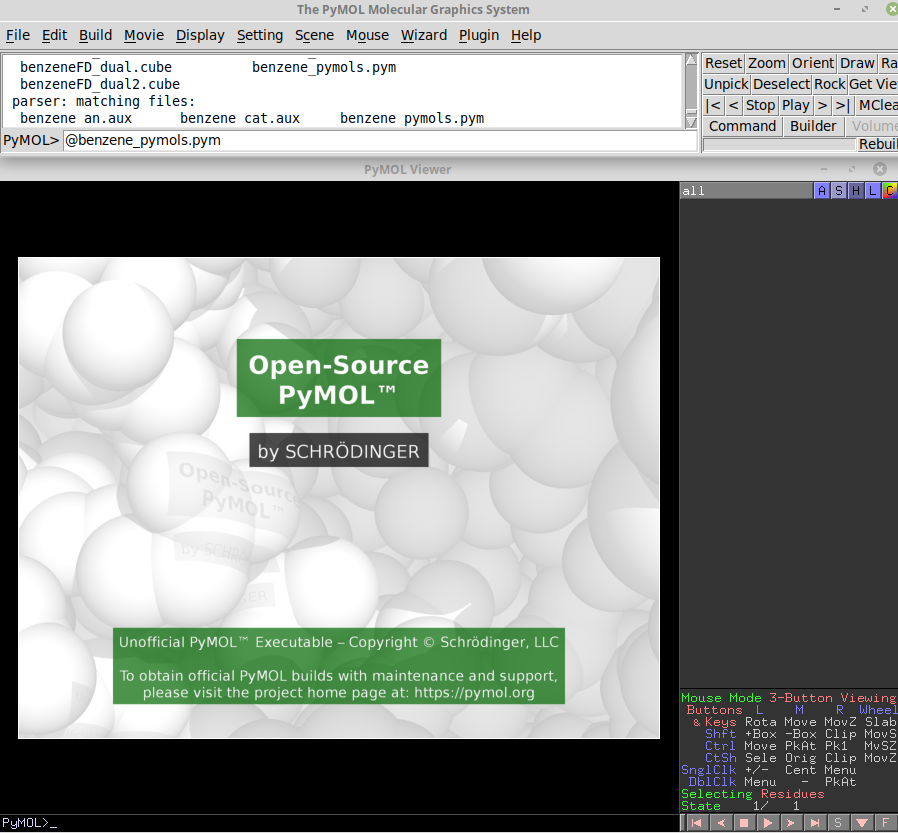 The PyMOL Molecular Graphics System
File Edit Build Movie Display Setting Scene Mouse Wizard Plugin Help
benzeneFD_dual.cube benzene_pymols.pym
benzeneFD_dual2.cube
parser: matching files:
benzene an.aux benzene cat.aux benzene pymols.pym
PyMOL> @benzene_pymols.pym
Reset Zoom Orient Draw Ra
Unpick Deselect Rock Get Vie
|< < Stop Play > >| MClea
Command Builder Volume
Rebuil
PyMOL Viewer
all A S H L C
Open-Source
PyMOL™
by SCHRÖDINGER
Open-Source
PyMOL™
by SCHR
Unofficial PyMOL™ Executable – Copyright © Schrödinger, LLC
To obtain official PyMOL builds with maintenance and support,
please visit the project home page at: https://pymol.org
Mouse Mode 3-Button Viewing
Buttons L M R Wheel
& Keys Rota Move MovZ Slab
Shft +Box -Box Clip MovS
Ctrl Move PkAt Pk1 MvSZ
CtSh Sele Orig Clip MovZ
SnglClk +/- Cent Menu
DblClk Menu - PkAt
Selecting Residues
State 1/ 1
S F
PyMOL>_